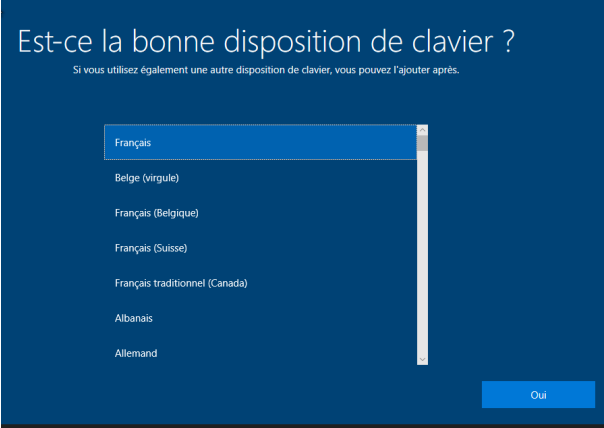 Est-ce la bonne disposition de clavier ?
Si vous utilisez également une autre disposition de clavier, vous pouvez l'ajouter après.
Français
Belge (virgule)
Français (Belgique)
Français (Suisse)
Français traditionnel (Canada)
Albanais
Allemand
Oui